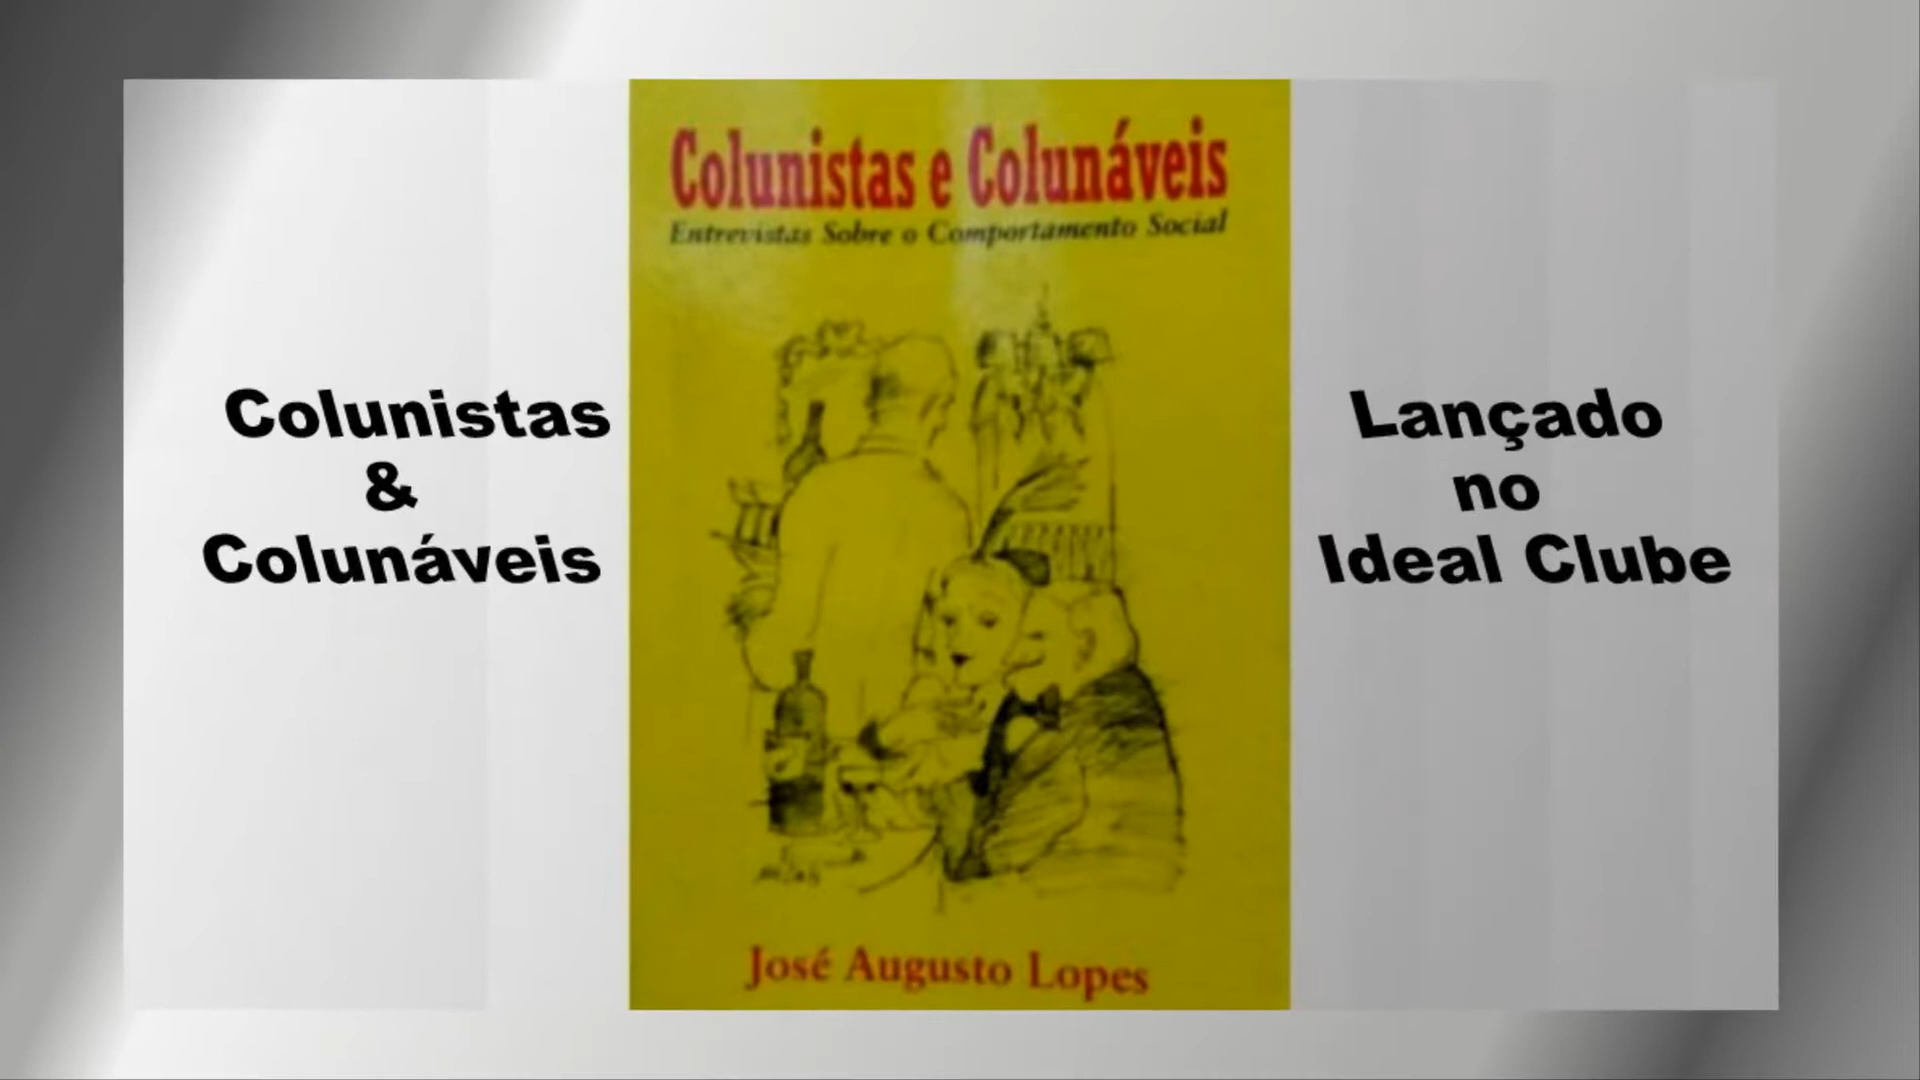 Colunistas
&
Colunáveis
Colunistas e Colunáveis
Entrevistas Sobre o Comportamento Social
José Augusto Lopes
Lançado
no
Ideal Clube